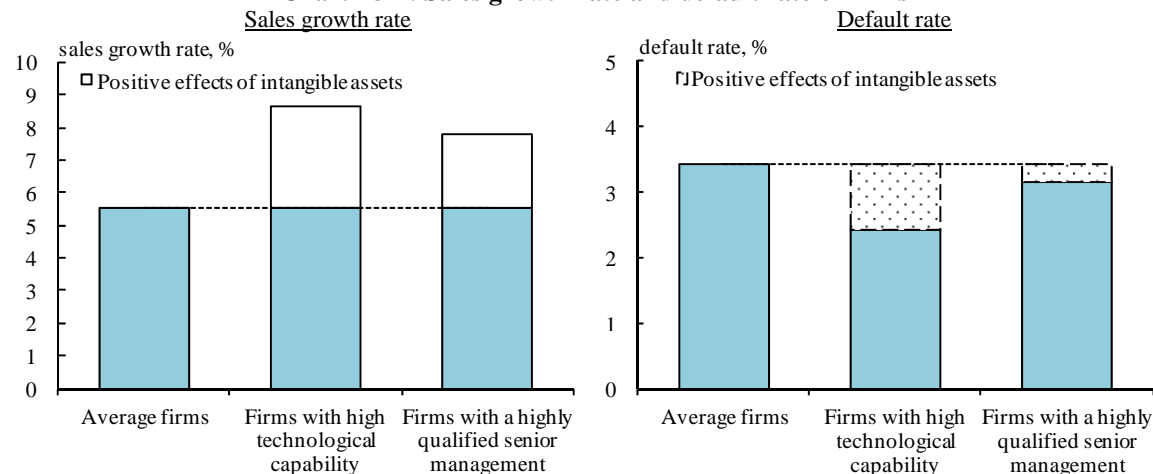 Sales growth rate
sales growth rate, %
Positive effects of intangible assets
10
9
8
7
6
5
4
3
2
1
0
Average firms
Firms with high
technological
capability
Firms with a highly
qualified senior
management
Default rate
default rate, %
Positive effects of intangible assets
5
4
3
2
1
0
Average firms
Firms with high
technological
capability
Firms with a highly
qualified senior
management